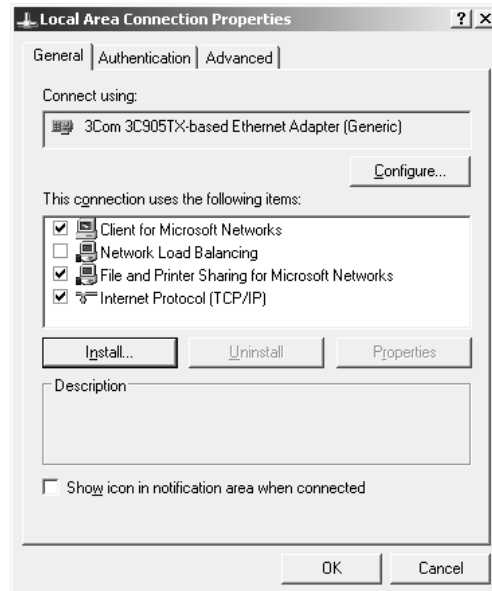 Local Area Connection Properties
General
Authentication
Advanced
Connect using:
3Com 3C905TX-based Ethernet Adapter (Generic)
Configure...
This connection uses the following items:
Client for Microsoft Networks
Network Load Balancing
File and Printer Sharing for Microsoft Networks
Internet Protocol (TCP/IP)
Install...
Uninstall
Properties
Description
Show icon in notification area when connected
OK
Cancel